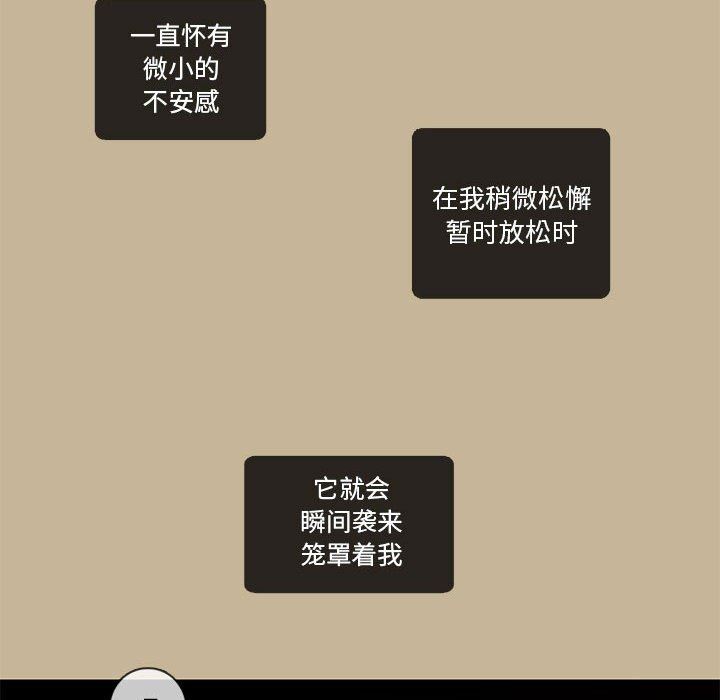 一直怀有
微小的
不安感
在我稍微松懈
暂时放松时
它就会
瞬间袭来
笼罩着我